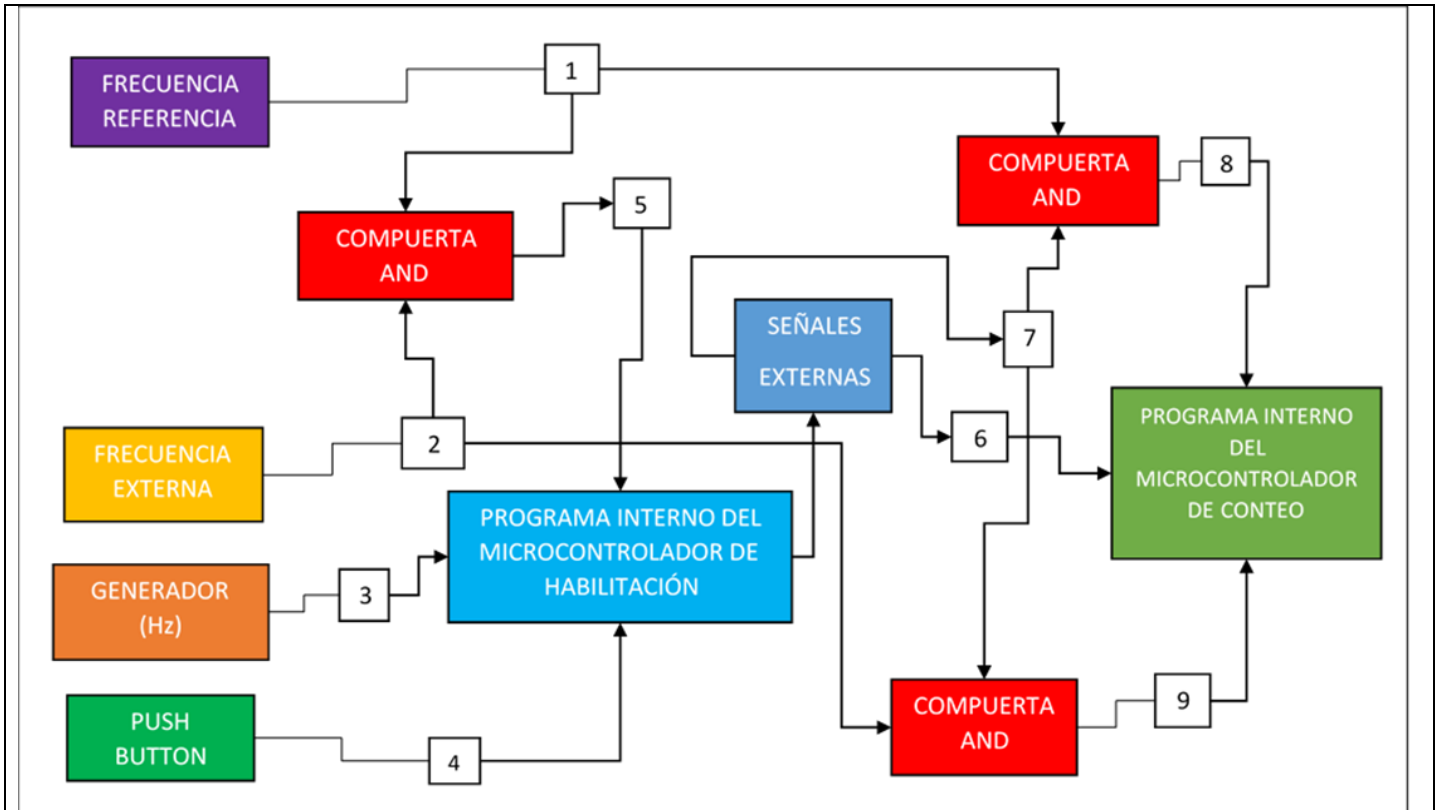 FRECUENCIA
REFERENCIA
1
COMPUERTA
AND
8
5
COMPUERTA
AND
SEÑALES
EXTERNAS
7
6
2
FRECUENCIA
EXTERNA
PROGRAMA INTERNO
DEL
MICROCONTROLADOR
DE CONTEO
PROGRAMA INTERNO DEL
MICROCONTROLADOR DE
HABILITACIÓN
GENERADOR
(Hz)
3
PUSH
BUTTON
4
COMPUERTA
AND
9